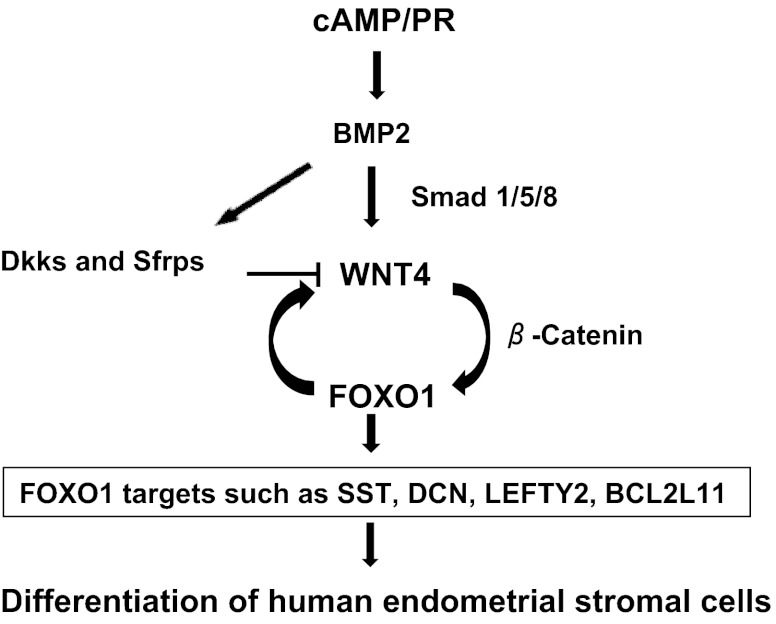 cAMP/PR
BMP2
Smad 1/5/8
Dkks and Sfrps
WNT4
β-Catenin
FOXO1
FOXO1 targets such as SST, DCN, LEFTY2, BCL2L11
Differentiation of human endometrial stromal cells